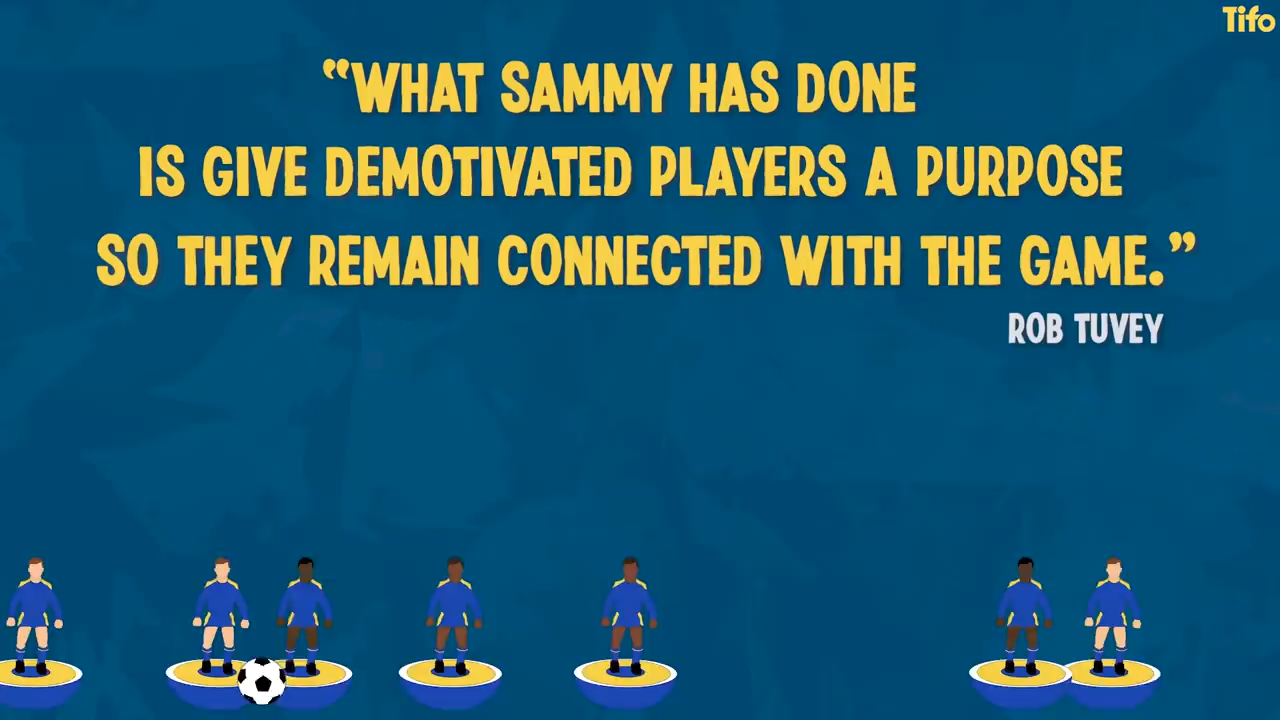 Tifo
“WHAT SAMMY HAS DONE
IS GIVE DEMOTIVATED PLAYERS A PURPOSE
SO THEY REMAIN CONNECTED WITH THE GAME.”
ROB TUVEY